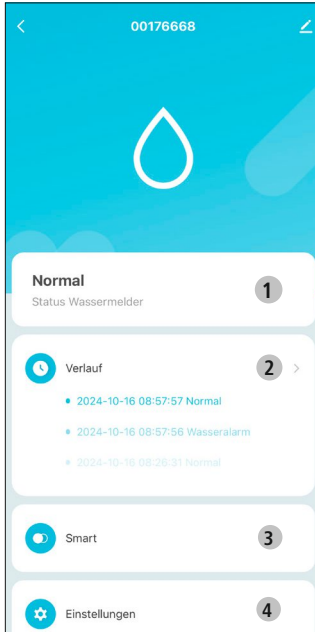 00176668
Normal
Status Wassermelder
1
Verlauf
2
2024-10-16 08:57:57 Normal
2024-10-16 08:57:56 Wasseralarm
2024-10-16 08:26:31 Normal
Smart
3
Einstellungen
4